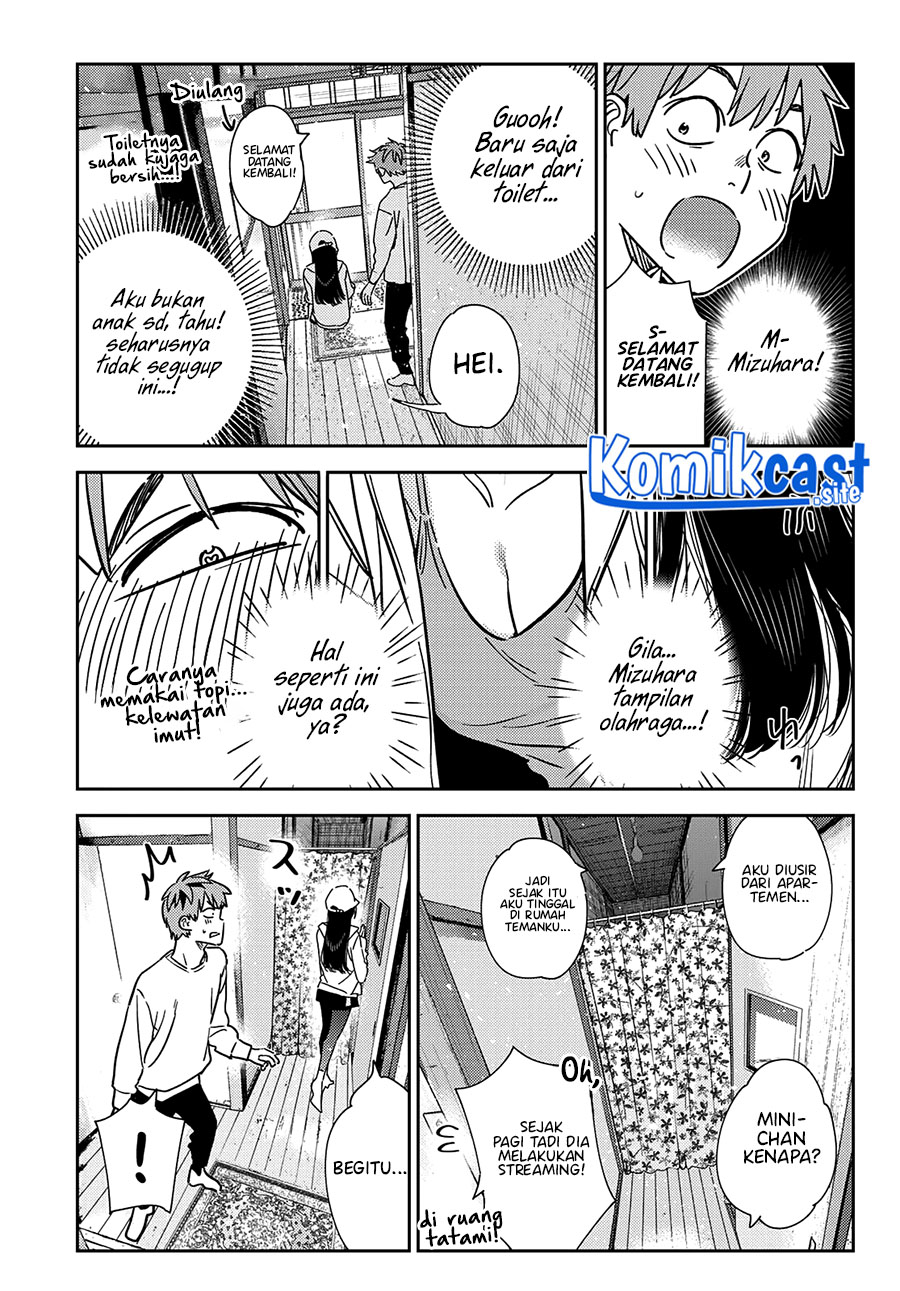 M-
Mizuhara!
S-
SELAMAT
DATANG
KEMBALI!
Guooh!
Baru saja
keluar dari
toilet...
Diulang
SELAMAT
DATANG
KEMBALI!
Toiletnya
sudah kujaga
bersih...!
HEI.
Aku bukan
anak sd, tahu!
seharusnya
tidak segugup
ini...!
Komikcast
.site
Gila...
Mizuhara
tampilan
olahraga...!
Hal
seperti ini
juga ada,
ya?
Caranya
memakai topi...
kelewatan
imut!
AKU DIUSIR
DARI APAR-
TEMEN...
JADI
SEJAK ITU
AKU TINGGAL
DI RUMAH
TEMANKU...
MINI-
CHAN
KENAPA?
Oh,
SEJAK
PAGI TADI DIA
MELAKUKAN
STREAMING!
di ruang
tatami!
BEGITU...
スッ
!